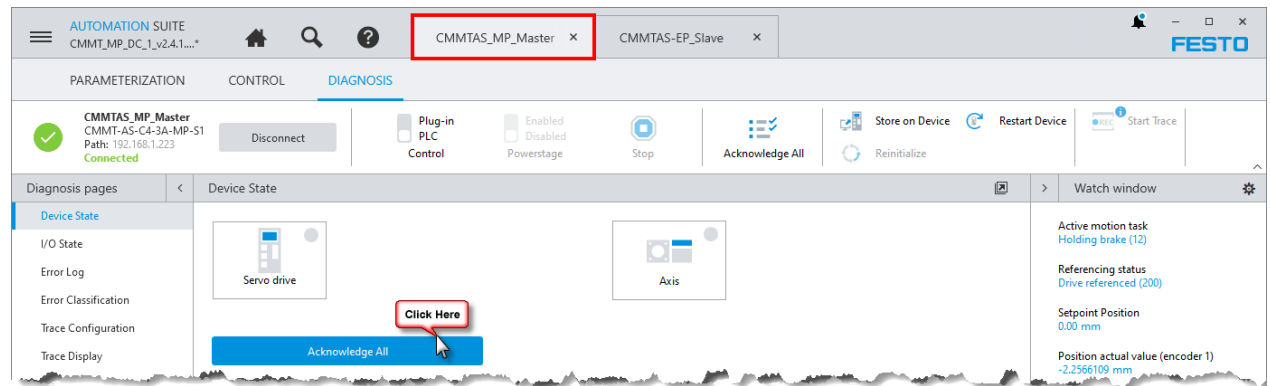 AUTOMATION SUITE
CMMT_MP_DC_1_v2.4.1....*
CMMTAS_MP_Master ×
CMMTAS-EP_Slave ×
FESTO
PARAMETERIZATION CONTROL DIAGNOSIS
CMMTAS_MP_Master
CMMT-AS-C4-3A-MP-S1
Path: 192.168.1.223
Connected
Disconnect
Plug-in
PLC
Control
Enabled
Disabled
Powerstage
Stop
Acknowledge All
Store on Device
Reinitialize
Restart Device
REC
Start Trace
Diagnosis pages
Device State
I/O State
Error Log
Error Classification
Trace Configuration
Trace Display
Device State
Servo drive
Axis
Click Here
Acknowledge All
Watch window
Active motion task
Holding brake (12)
Referencing status
Drive referenced (200)
Setpoint Position
0.00 mm
Position actual value (encoder 1)
-2.2566109 mm